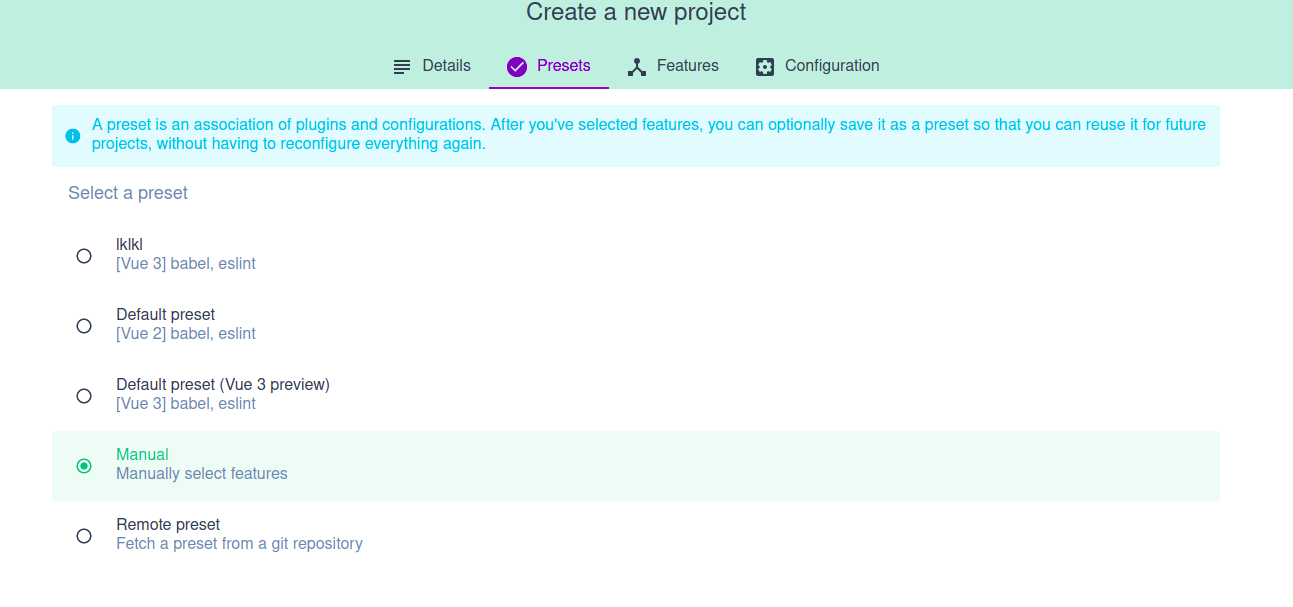 Create a new project
Details Presets Features Configuration
A preset is an association of plugins and configurations. After you've selected features, you can optionally save it as a preset so that you can reuse it for future
projects, without having to reconfigure everything again.
Select a preset
lklkl
[Vue 3] babel, eslint
Default preset
[Vue 2] babel, eslint
Default preset (Vue 3 preview)
[Vue 3] babel, eslint
Manual
Manually select features
Remote preset
Fetch a preset from a git repository